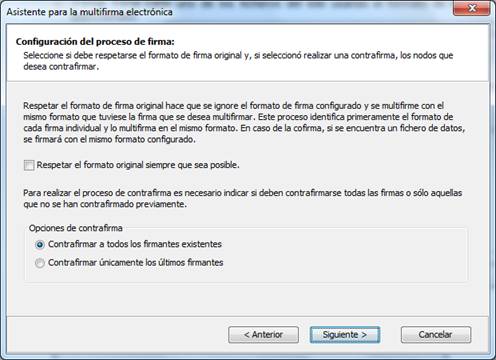 Asistente para la multifirma electrónica
Configuración del proceso de firma:
Seleccione si debe respetarse el formato de firma original y, si seleccionó realizar una contrafirma, los nodos que
desea contrafirmar.
Respetar el formato de firma original hace que se ignore el formato de firma configurado y se multifirme con el
mismo formato que tuviese la firma que se desea multifirmar. Este proceso identifica primeramente el formato de
cada firma individual y lo multifirma en el mismo formato. En caso de la cofirma, si se encuentra un fichero de datos,
se firmará con el mismo formato configurado.
Respetar el formato original siempre que sea posible.
Para realizar el proceso de contrafirma es necesario indicar si deben contrafirmarse todas las firmas o sólo aquellas
que no se han contrafirmado previamente.
Opciones de contrafirma
Contrafirmar a todos los firmantes existentes
Contrafirmar únicamente los últimos firmantes
< Anterior
Siguiente >
Cancelar